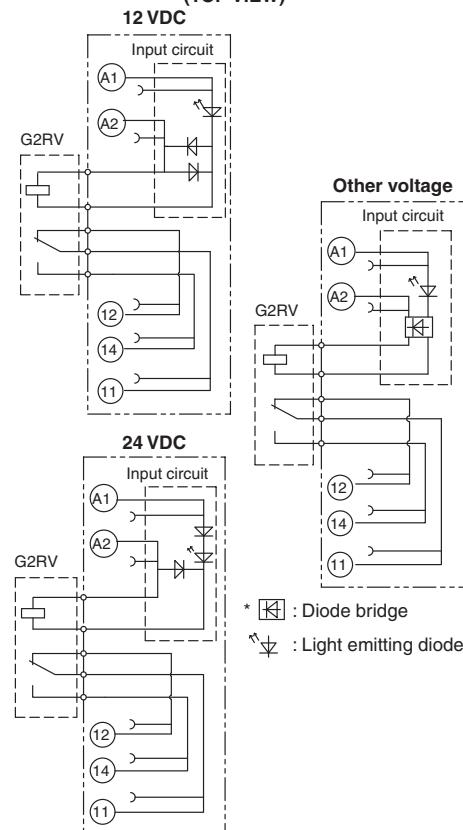 12 VDC
Input circuit
A1
A2
G2RV
12
14
11
Other voltage
Input circuit
A1
A2
G2RV
12
14
11
24 VDC
Input circuit
A1
A2
G2RV
12
14
11
* : Diode bridge
: Light emitting diode